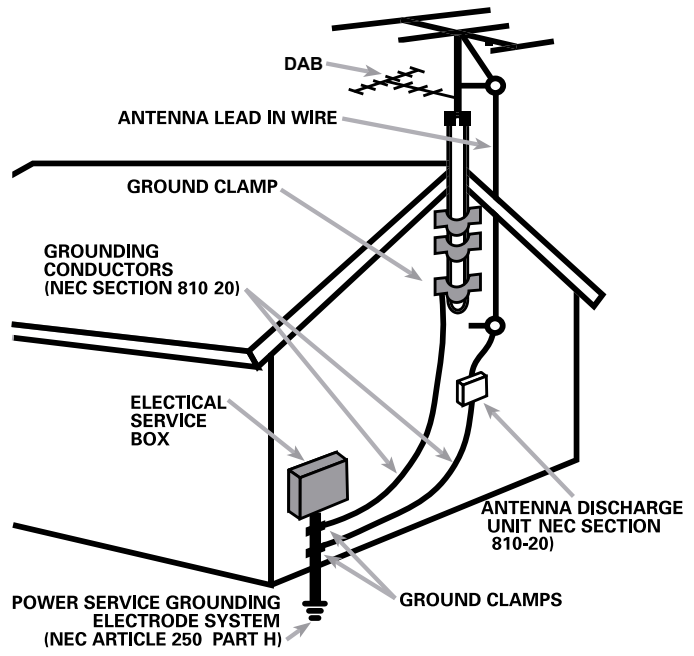 DAB
ANTENNA LEAD IN WIRE
GROUND CLAMP
GROUNDING
CONDUCTORS
(NEC SECTION 810 20)
ELECTICAL
SERVICE
BOX
ANTENNA DISCHARGE
UNIT NEC SECTION
810-20)
GROUND CLAMPS
POWER SERVICE GROUNDING
ELECTRODE SYSTEM
(NEC ARTICLE 250 PART H)